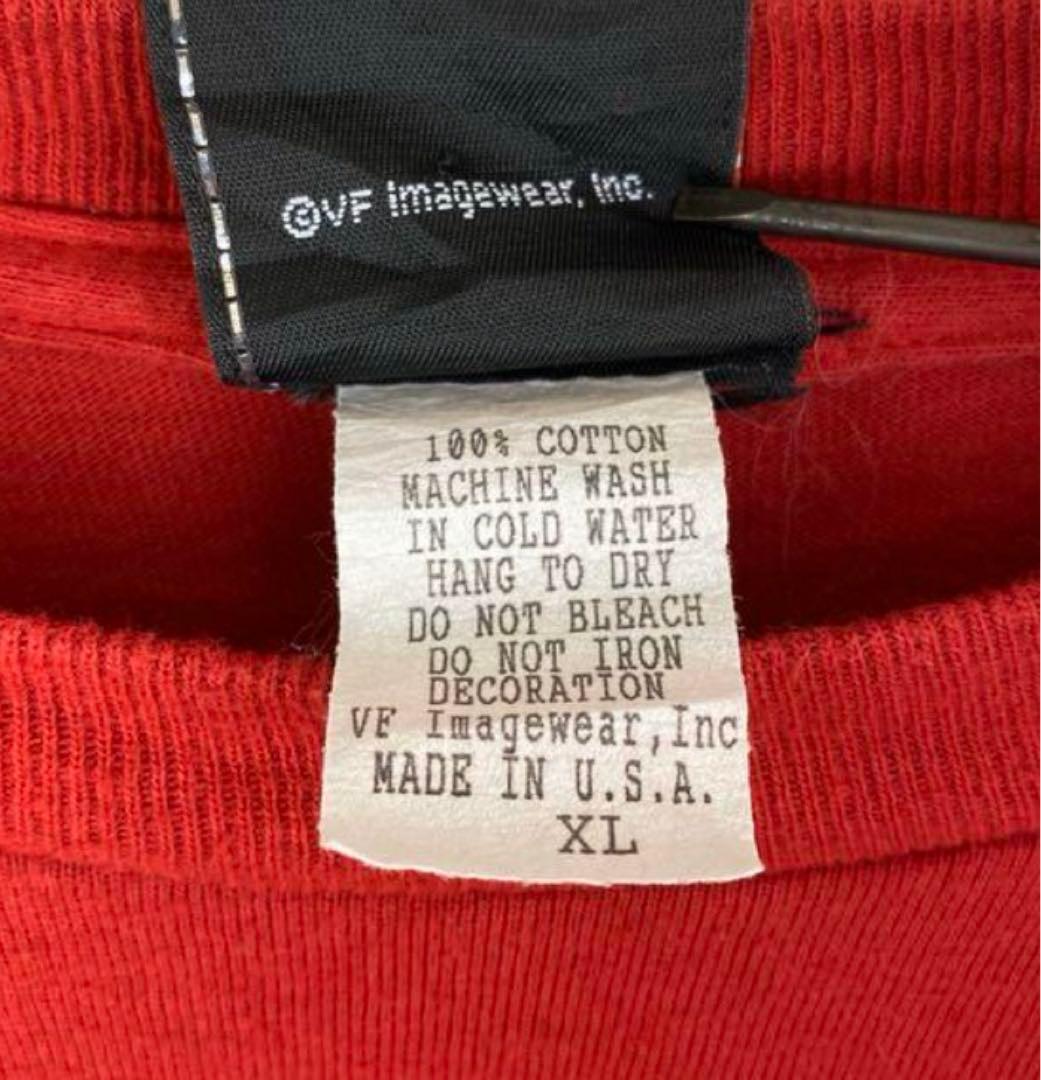 ©VF Imagewear, Inc.
100% COTTON
MACHINE WASH
IN COLD WATER
HANG TO DRY
DO NOT BLEACH
DO NOT IRON
DECORATION
VF Imagewear,Inc
MADE IN U.S.A.
XL